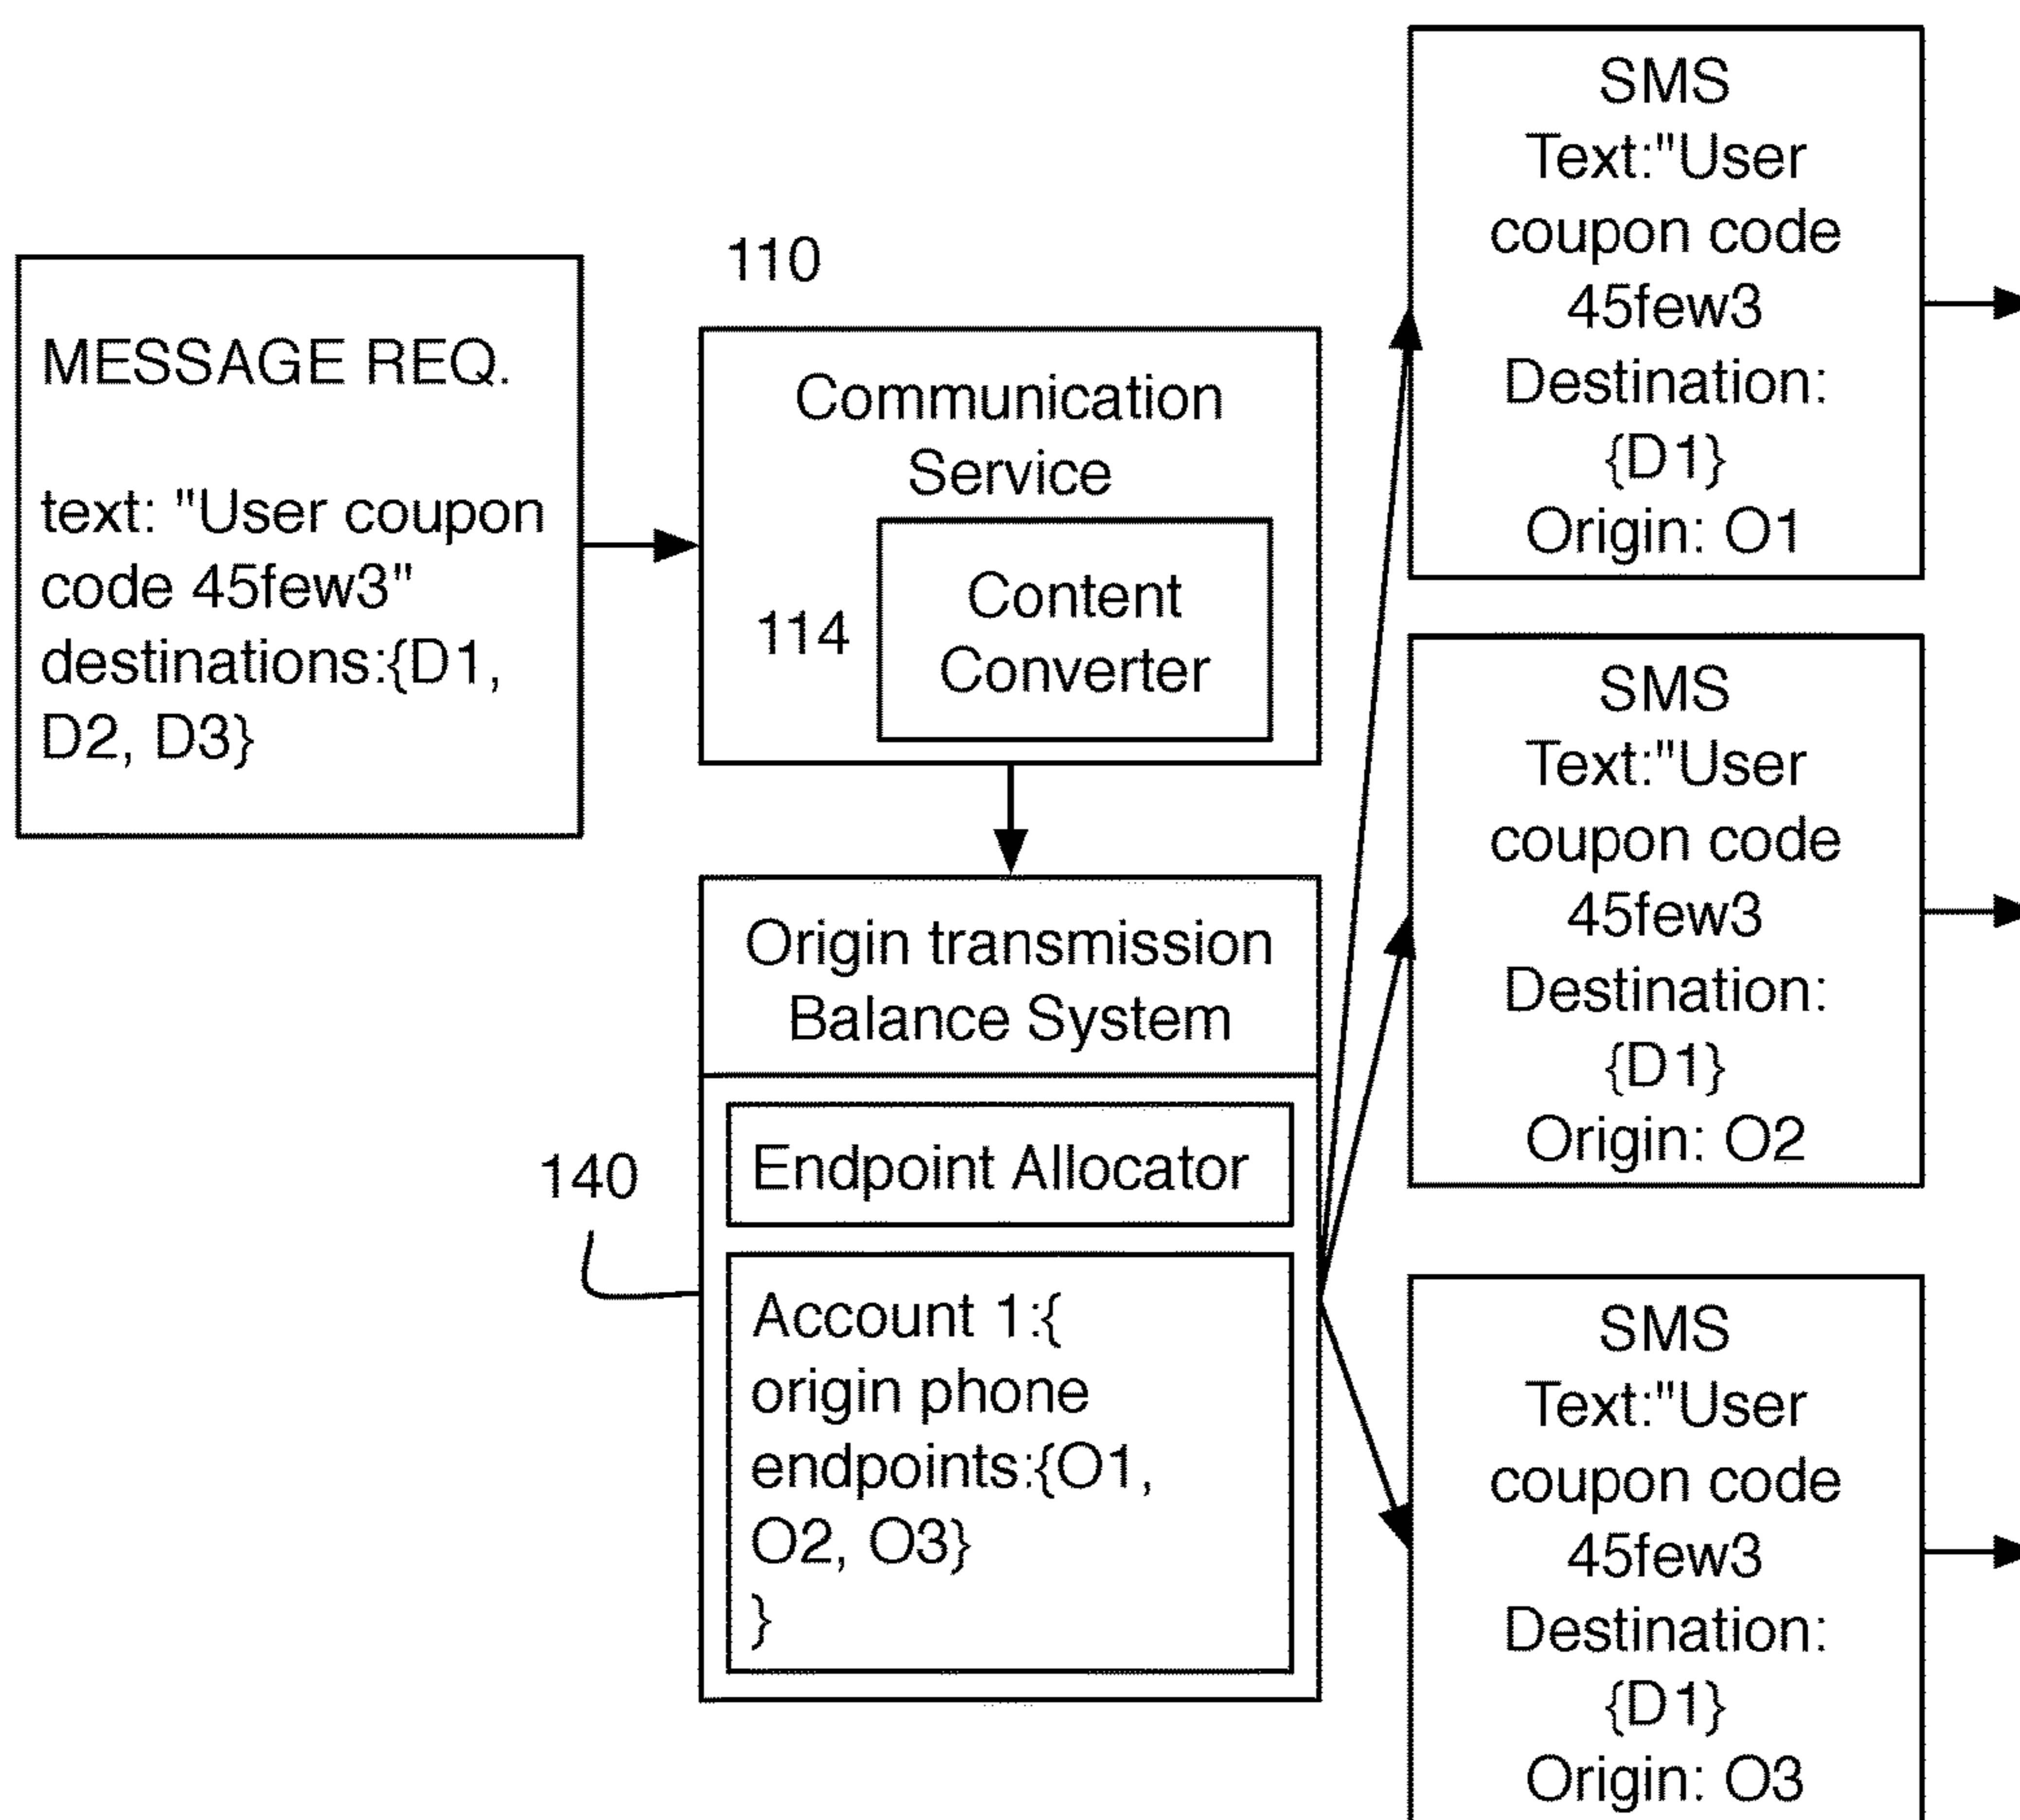 MESSAGE REQ.
text: "User coupon
code 45few3"
destinations:{D1,
D2, D3}
110
Communication
Service
114
Content
Converter
Origin transmission
Balance System
140
Endpoint Allocator
Account 1:{
origin phone
endpoints:{O1,
O2, O3}
}
SMS
Text:"User
coupon code
45few3
Destination:
{D1}
Origin: O1
SMS
Text:"User
coupon code
45few3
Destination:
{D1}
Origin: O2
SMS
Text:"User
coupon code
45few3
Destination:
{D1}
Origin: O3